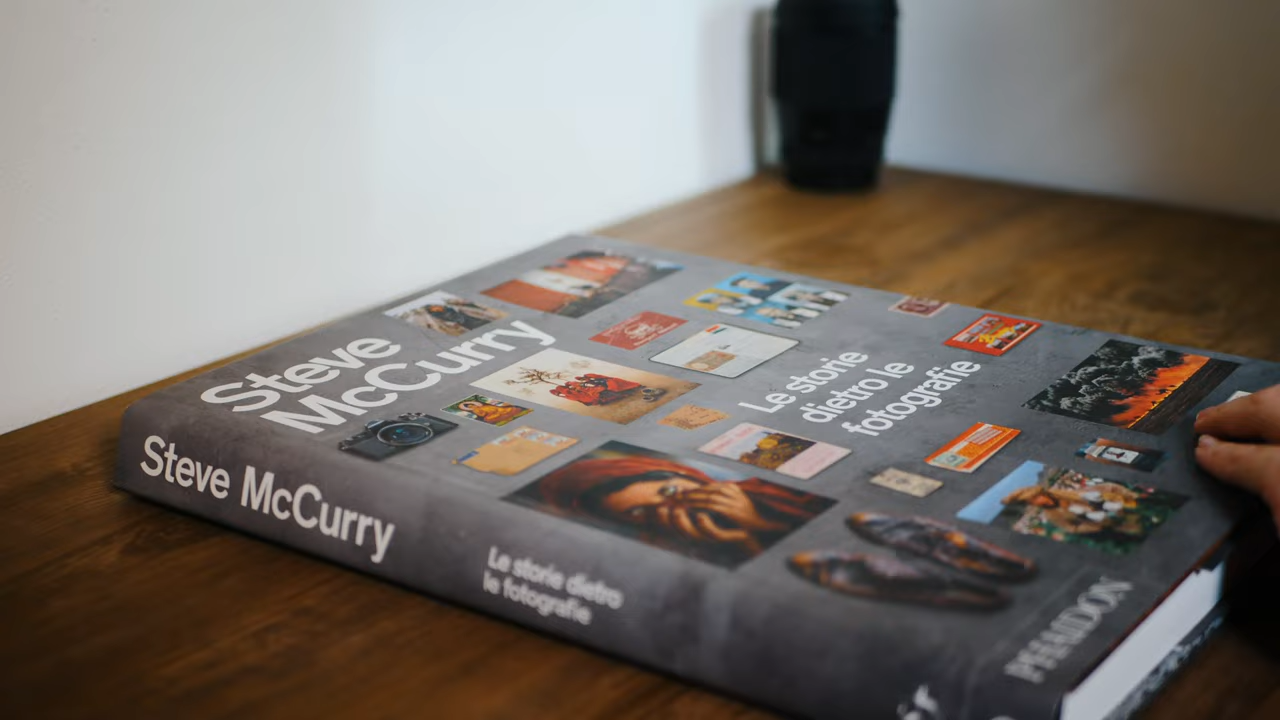 Steve
McCurry
Le storie
dietro le
fotografie
PHAIDON
Steve McCurry
Le storie dietro
le fotografie